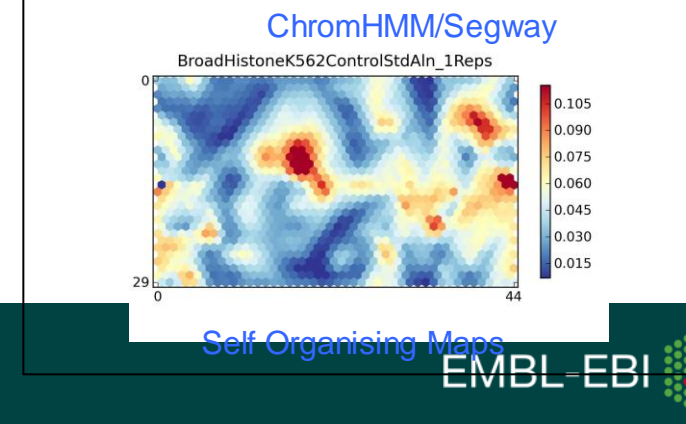 ChromHMM/Segway
BroadHistoneK562ControlStdAln_1Reps
0
0.105
0.090
0.075
0.060
0.045
0.030
0.015
29
0
44
Self Organising Maps
EMBL-EBI